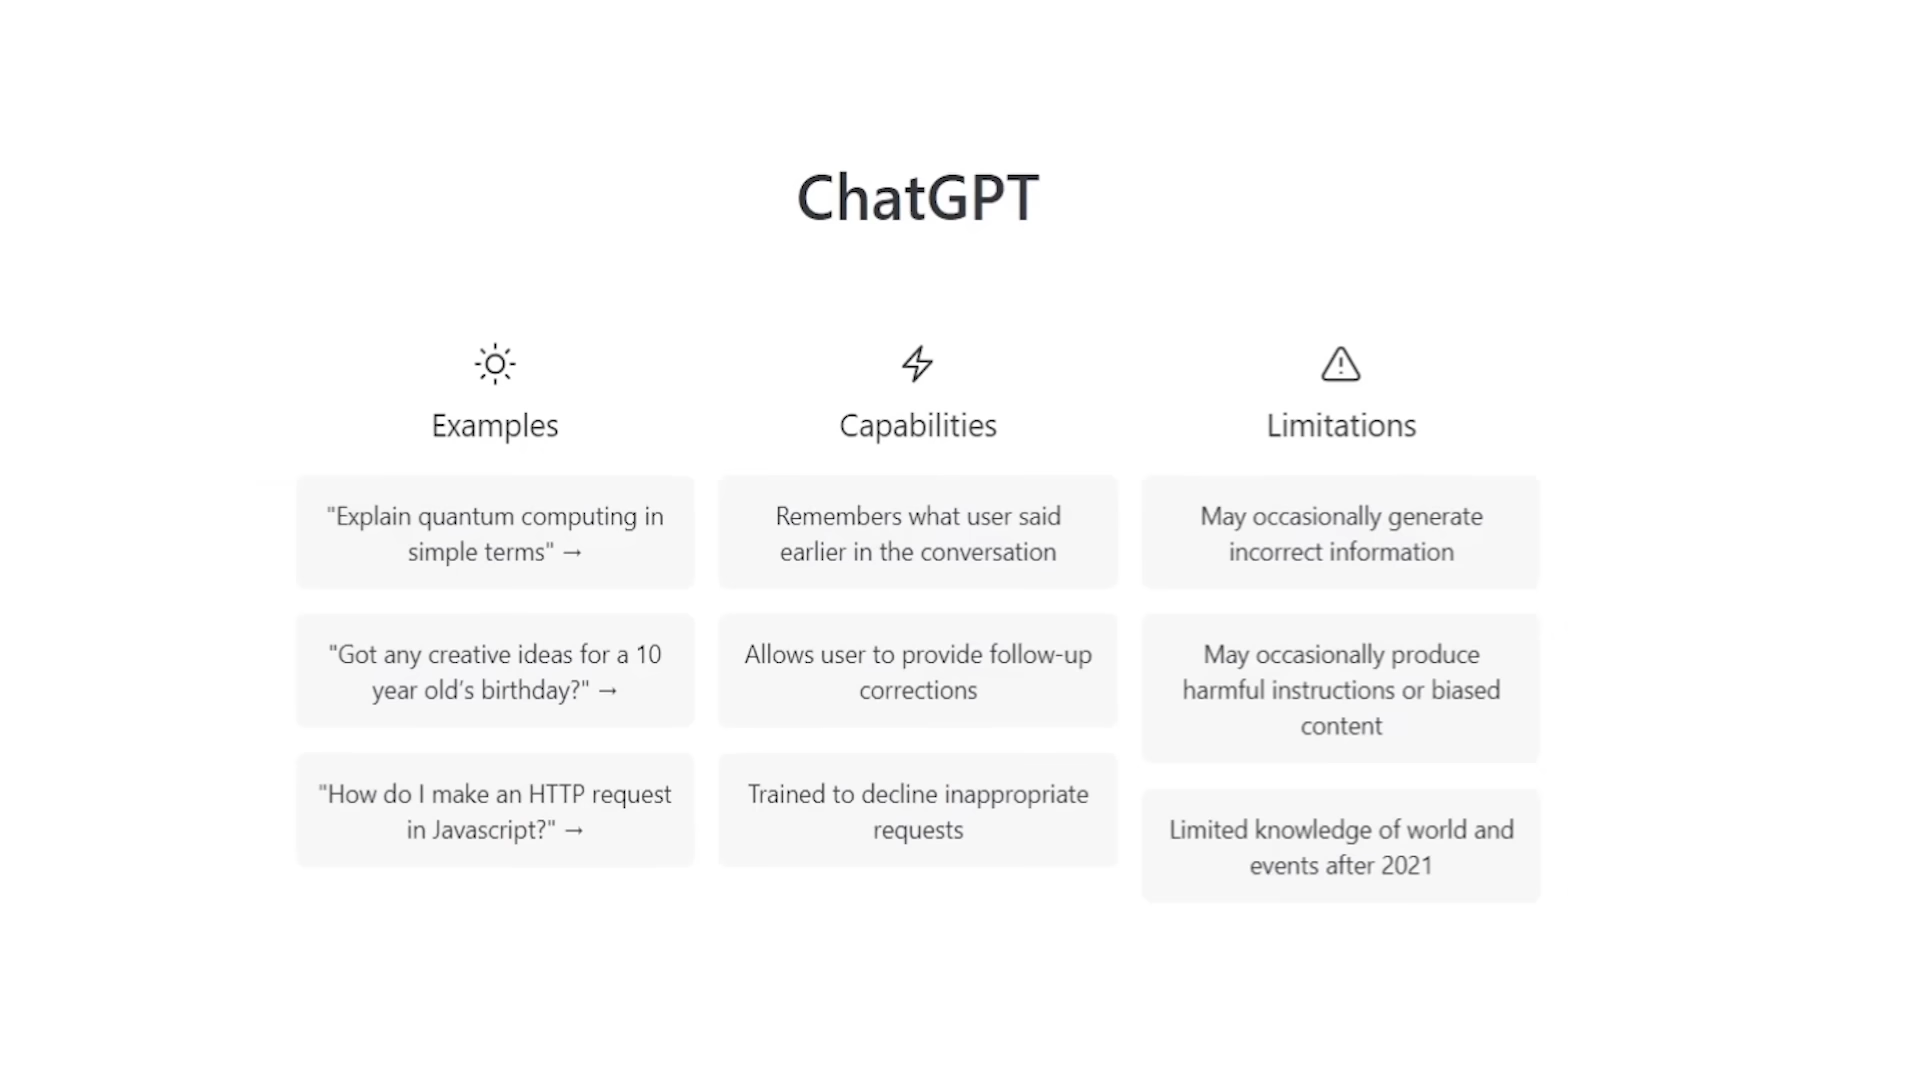 ChatGPT
Examples
"Explain quantum computing in
simple terms" →
"Got any creative ideas for a 10
year old’s birthday?" →
"How do I make an HTTP request
in Javascript?" →
Capabilities
Remembers what user said
earlier in the conversation
Allows user to provide follow-up
corrections
Trained to decline inappropriate
requests
Limitations
May occasionally generate
incorrect information
May occasionally produce
harmful instructions or biased
content
Limited knowledge of world and
events after 2021